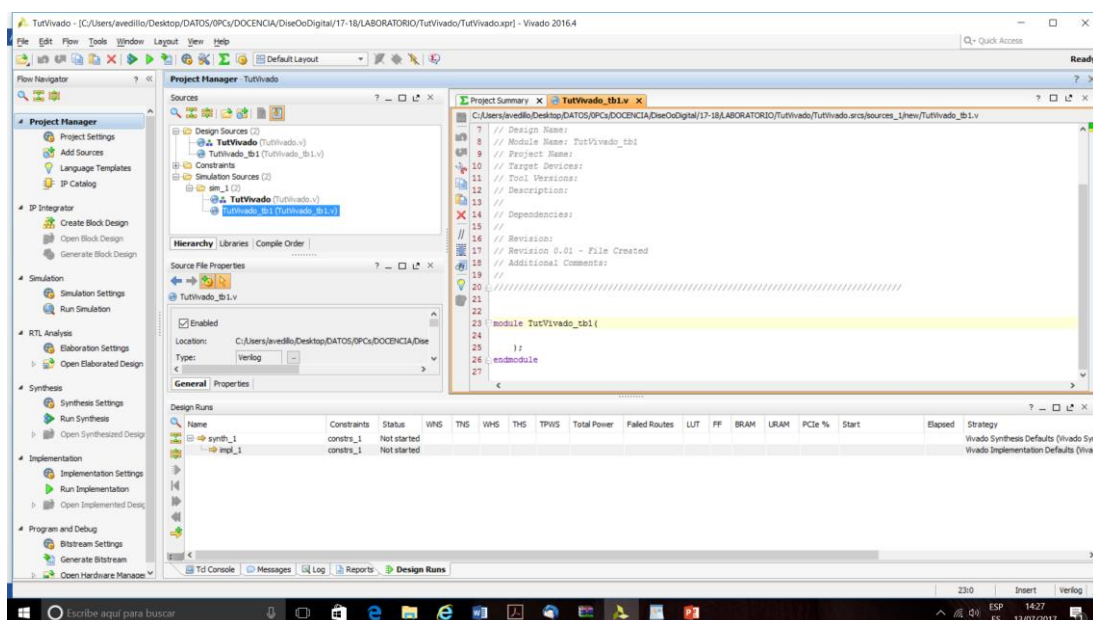 TutVivado - [C:/Users/avedillo/Desktop/DATOS/0PCs/DOCENCIA/DiseOoDigital/17-18/LABORATORIO/TutVivado/TutVivado.xpr] - Vivado 2016.4
File Edit Flow Tools Window Layout View Help
Q- Quick Access
Default Layout
Ready
Flow Navigator
Project Manager
Project Settings
Add Sources
Language Templates
IP Catalog
IP Integrator
Create Block Design
Open Block Design
Generate Block Design
Simulation
Simulation Settings
Run Simulation
RTL Analysis
Elaboration Settings
Open Elaborated Design
Synthesis
Synthesis Settings
Run Synthesis
Open Synthesized Design
Implementation
Implementation Settings
Run Implementation
Open Implemented Desig
Program and Debug
Bitstream Settings
Generate Bitstream
Open Hardware Manager
Project Manager - TutVivado
Sources
Design Sources (2)
TutVivado (TutVivado.v)
TutVivado_tb1 (TutVivado_tb1.v)
Constraints
Simulation Sources (2)
sim_1 (2)
TutVivado (TutVivado.v)
TutVivado_tb1 (TutVivado_tb1.v)
Hierarchy Libraries Compile Order
Source File Properties
TutVivado_tb1.v
Enabled
Location: C:/Users/avedillo/Desktop/DATOS/0PCs/DOCENCIA/Dise
Type: Verilog
General Properties
Project Summary TutVivado_tb1.v
C:/Users/avedillo/Desktop/DATOS/0PCs/DOCENCIA/DiseOoDigital/17-18/LABORATORIO/TutVivado/TutVivado.srcs/sources_1/new/TutVivado_tb1.v
7 // Design Name:
8 // Module Name: TutVivado_tb1
9 // Project Name:
10 // Target Devices:
11 // Tool Versions:
12 // Description:
13 //
14 // Dependencies:
15 //
16 // Revision:
17 // Revision 0.01 - File Created
18 // Additional Comments:
19 //
20 //////////////////////////////////////////////////////////////////////////////////
21
22
23 module TutVivado_tb1(
24
25 );
26 endmodule
27
Design Runs
Name Constraints Status WNS TNS WHS THS TPWS Total Power Failed Routes LUT FF BRAM URAM PCIe % Start Elapsed Strategy
synth_1 constrs_1 Not started Vivado Synthesis Defaults (Vivado Sy
impl_1 constrs_1 Not started Vivado Implementation Defaults (Viva
Tcl Console Messages Log Reports Design Runs
23:0 Insert Verilog
Escribe aquí para buscar
ESP 14:27
ES 13/07/2017